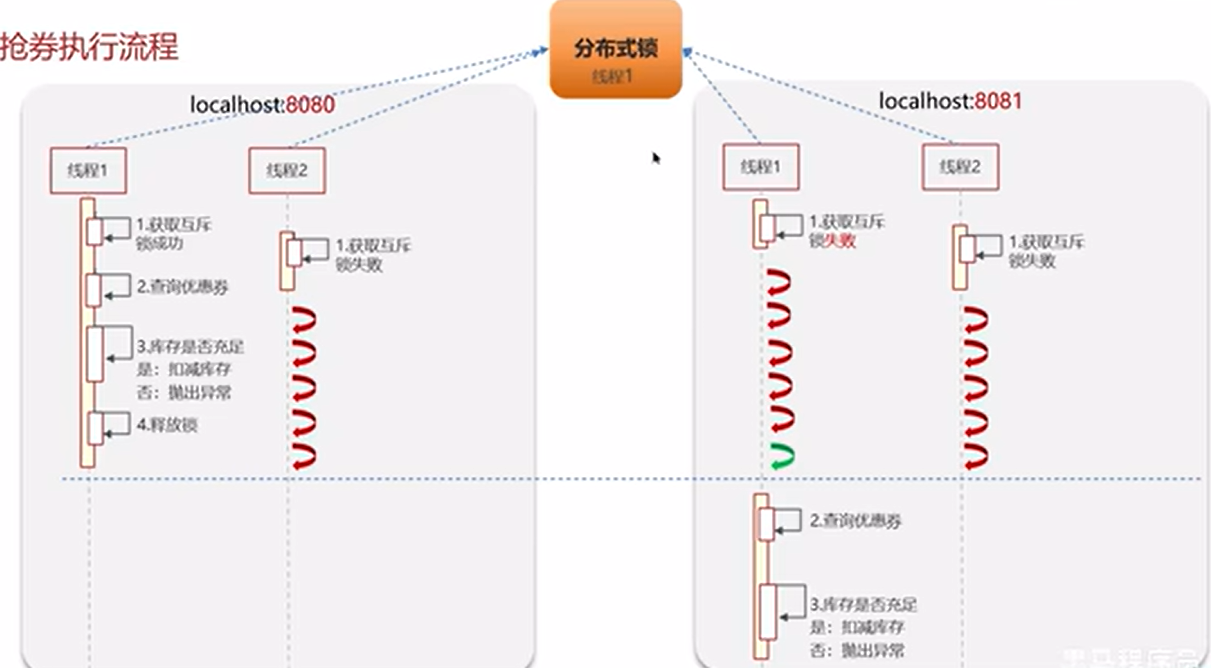 抢券执行流程
分布式锁
线程1
localhost:8080
线程1
线程2
1.获取互斥
锁成功
2.查询优惠券
3.库存是否充足
是：扣减库存
否：抛出异常
4.释放锁
1.获取互斥
锁失败
localhost:8081
线程1
线程2
1.获取互斥
锁失败
1.获取互斥
锁失败
2.查询优惠券
3.库存是否充足
是：扣减库存
否：抛出异常
黑马程序员